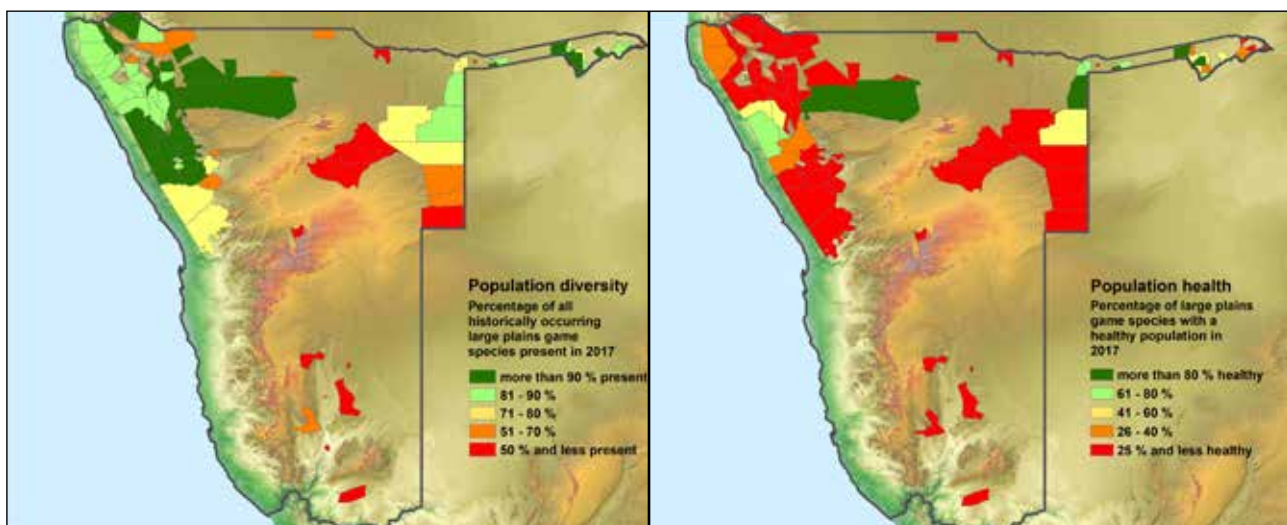 Population diversity
Percentage of all
historically occurring
large plains game
species present in 2017
more than 90 % present
81 - 90 %
71 - 80 %
51 - 70 %
50 % and less present
Population health
Percentage of large plains
game species with a
healthy population in
2017
more than 80 % healthy
61 - 80 %
41 - 60 %
26 - 40 %
25 % and less healthy